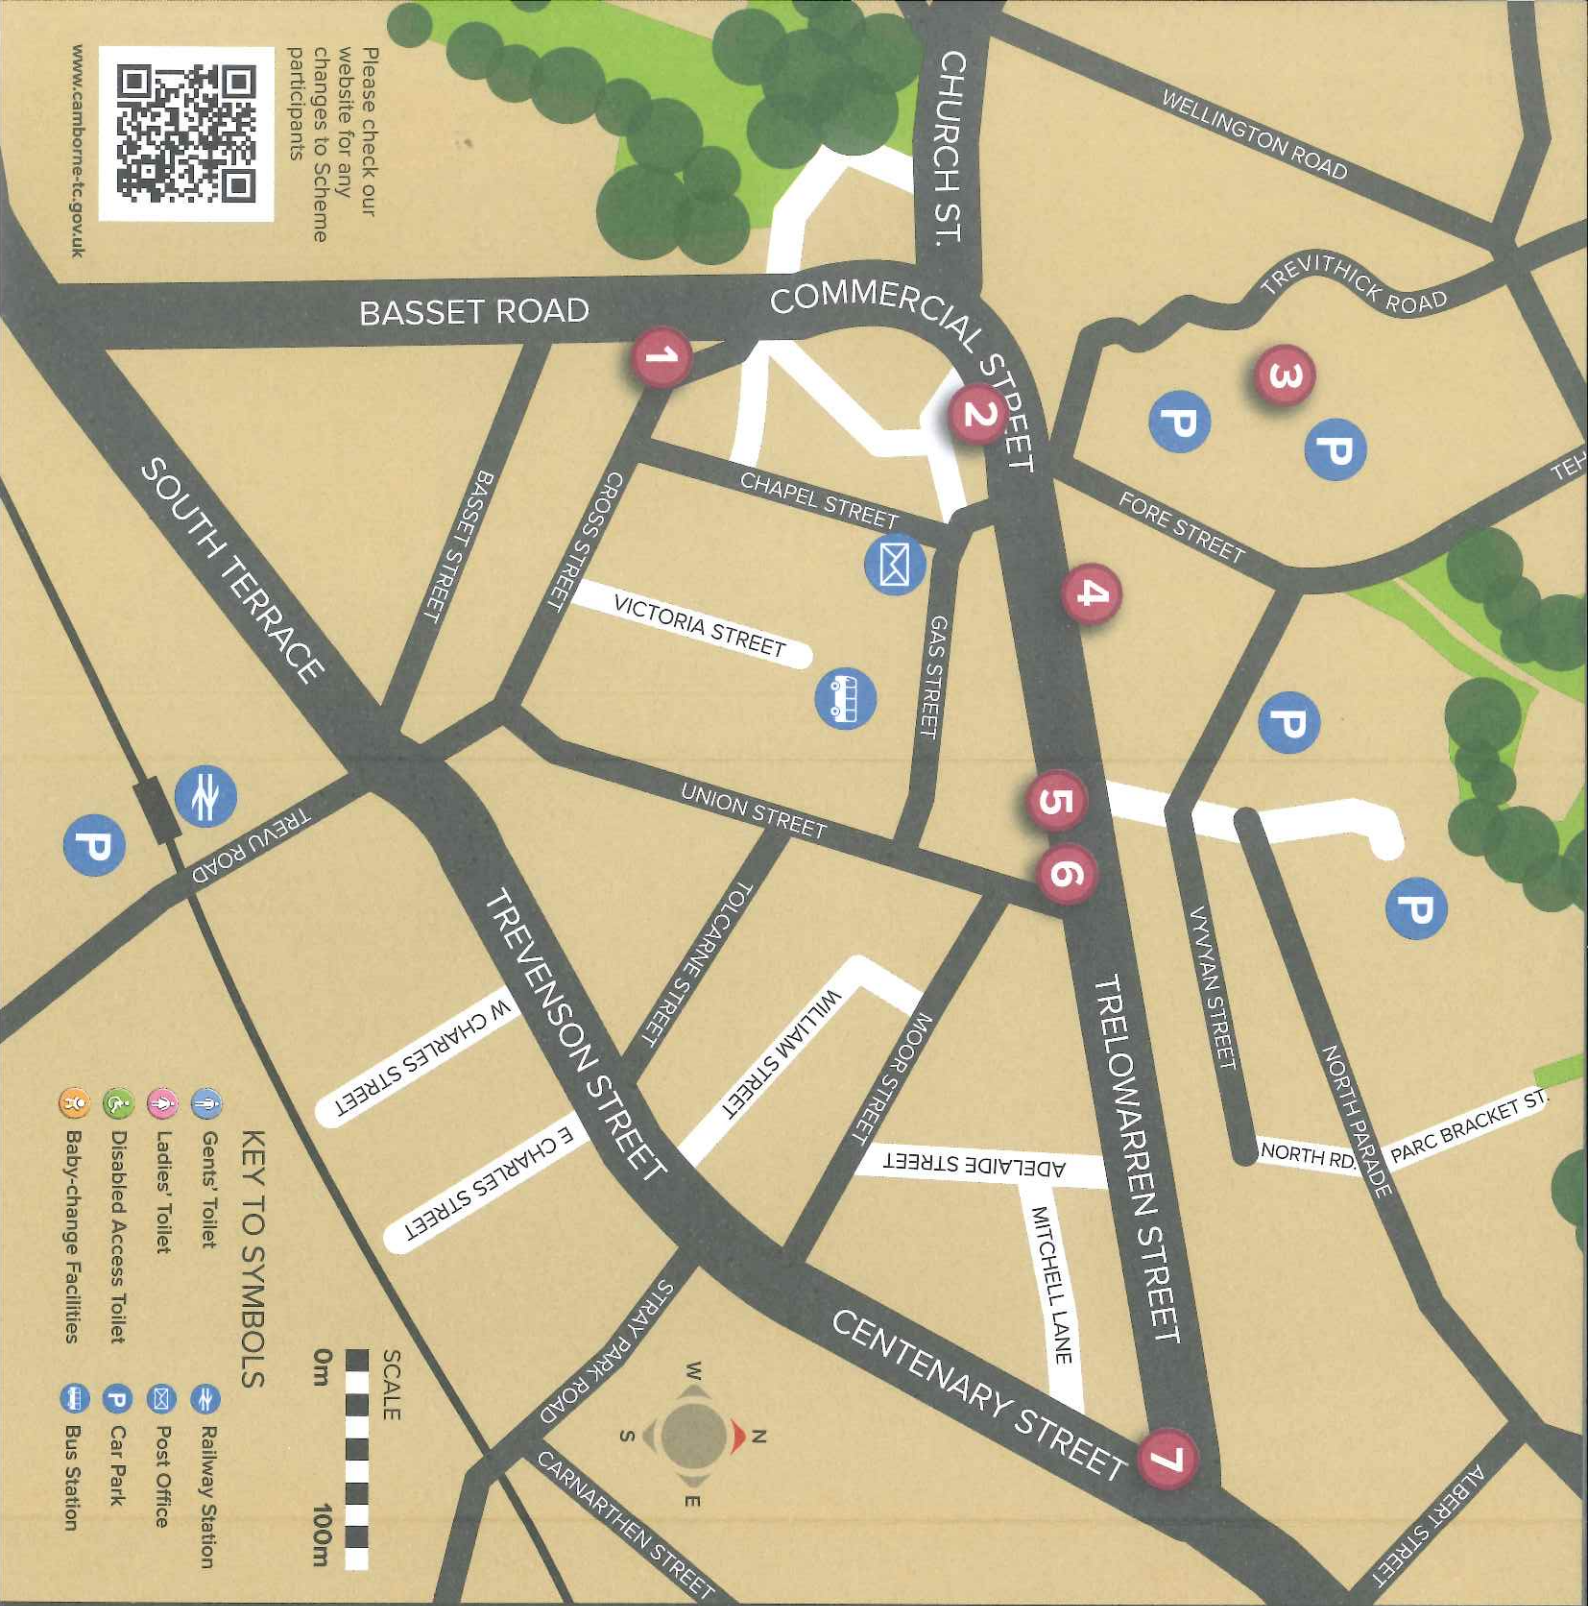 Please check our
website for any
changes to Scheme
participants
www.camborne-tc.gov.uk
CHURCH ST.
WELLINGTON ROAD
TREVITHICK ROAD
BASSET ROAD
COMMERCIAL STREET
1
2
3
P
P
TEH
FORE STREET
CHAPEL STREET
CROSS STREET
BASSET STREET
SOUTH TERRACE
VICTORIA STREET
GAS STREET
4
P
5
6
P
UNION STREET
TREVU ROAD
P
TOLCARNE STREET
TREVENSON STREET
W CHARLES STREET
E CHARLES STREET
WILLIAM STREET
MOOR STREET
VYVYAN STREET
NORTH PARADE
NORTH RD.
PARC BRACKET ST.
TRELOWARREN STREET
ADELAIDE STREET
MITCHELL LANE
CENTENARY STREET
7
STRAY PARK ROAD
CARNARTHEN STREET
ALBERT STREET
N
E
S
W
SCALE
0m 100m
KEY TO SYMBOLS
Gents' Toilet
Ladies' Toilet
Disabled Access Toilet
Baby-change Facilities
Railway Station
Post Office
P Car Park
Bus Station